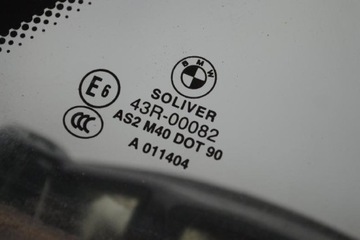 BMW
SOLIVER
E6
43R-00082
CCC
AS2 M40 DOT 90
A 011404